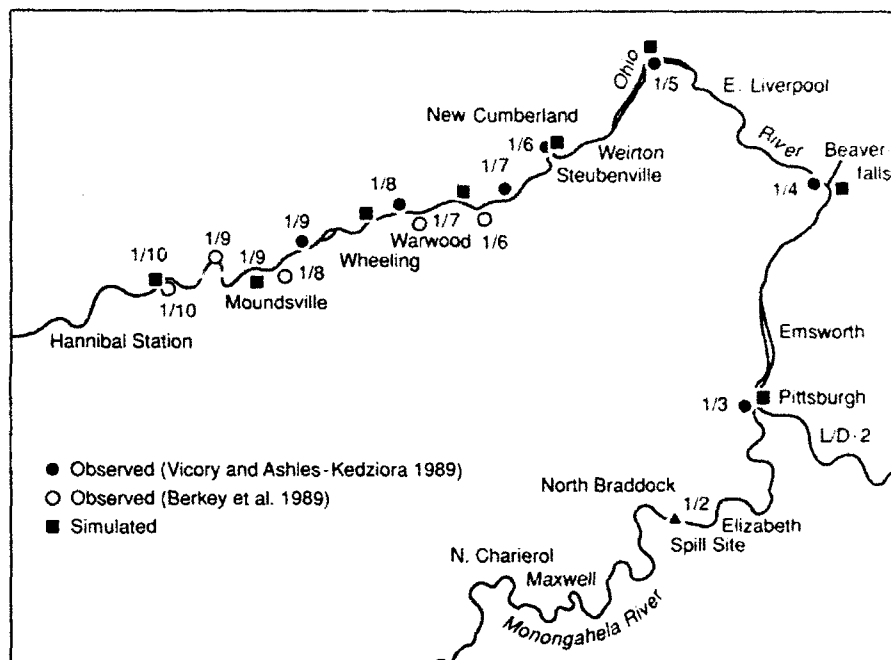 Ohio
1/5
E. Liverpool
River
Beaver
falls
1/4
New Cumberland
1/6
Weirton
Steubenville
1/7
1/8
1/7
1/6
Warwood
1/9
Wheeling
1/8
1/9
1/9
Moundsville
1/10
1/10
Hannibal Station
Emsworth
Pittsburgh
1/3
L/D-2
● Observed (Vicory and Ashles-Kedziora 1989)
○ Observed (Berkey et al. 1989)
■ Simulated
North Braddock
1/2
Elizabeth
Spill Site
N. Charierol
Maxwell
Monongahela River